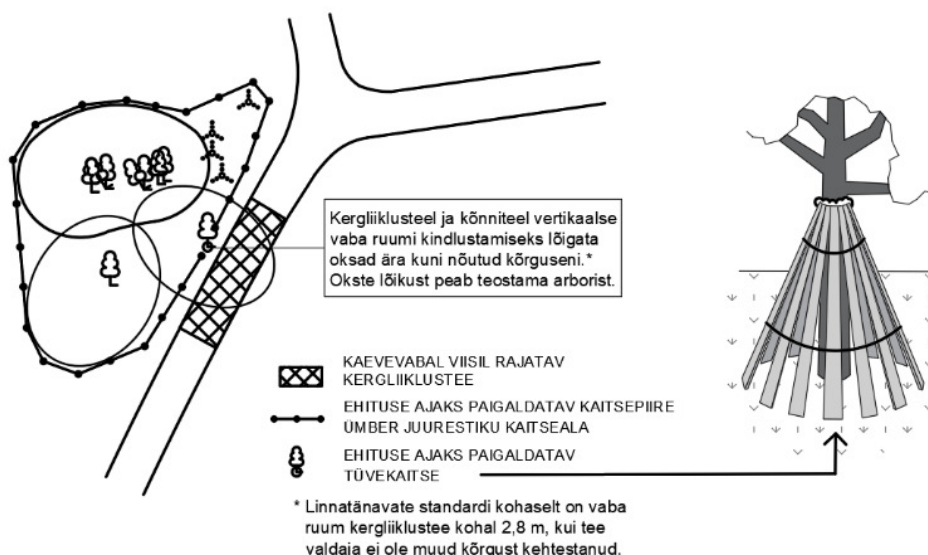 Kergliiklusteel ja kõnniteel vertikaalse
vaba ruumi kindlustamiseks lõigata
oksad ära kuni nõutud kõrguseni.*
Okste lõikust peab teostama arborist.
KAEVEVABAL VIISIL RAJATAV
KERGLIIKLUSTEE
EHITUSE AJAKS PAIGALDATAV KAITSEPIIRE
ÜMBER JUURESTIKU KAITSEALA
EHITUSE AJAKS PAIGALDATAV
TÜVEKAITSE
* Linnatänavate standardi kohaselt on vaba
ruum kergliiklustee kohal 2,8 m, kui tee
valdaja ei ole muud kõrgust kehtestanud.